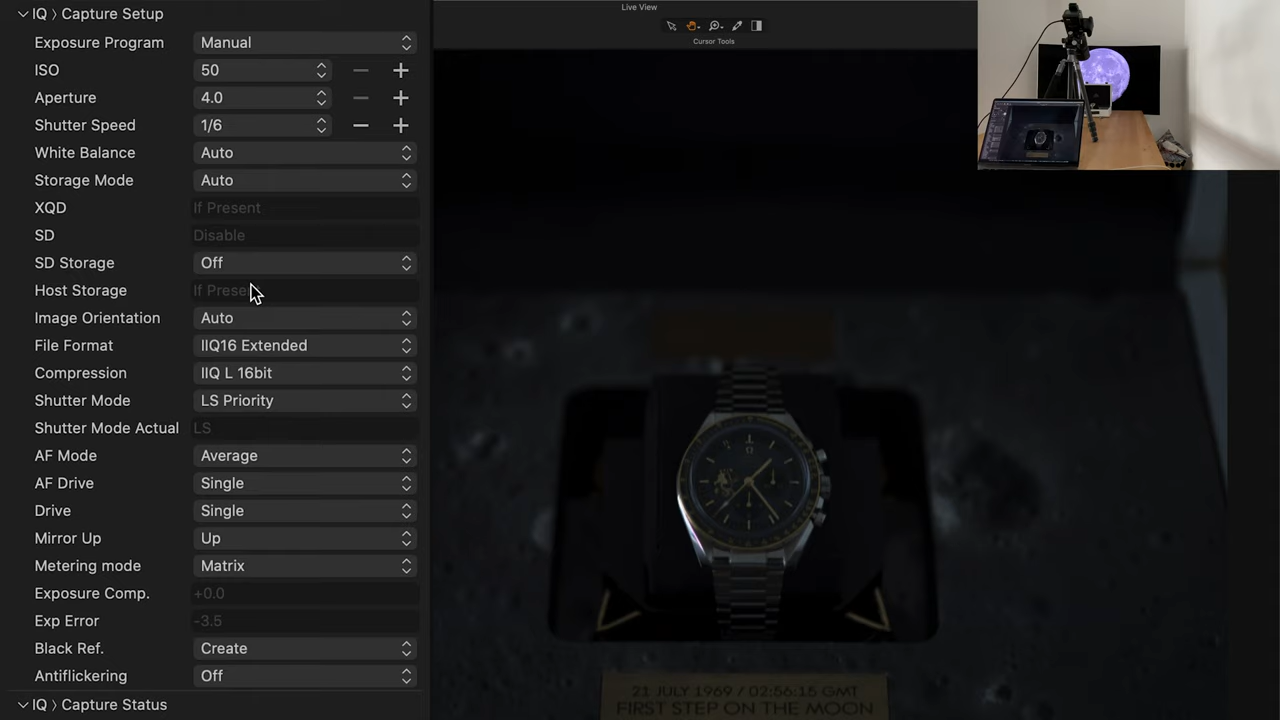 IQ > Capture Setup
Exposure Program Manual
ISO 50
Aperture 4.0
Shutter Speed 1/6
White Balance Auto
Storage Mode Auto
XQD If Present
SD Disable
SD Storage Off
Host Storage If Prese
Image Orientation Auto
File Format IIQ16 Extended
Compression IIQ L 16bit
Shutter Mode LS Priority
Shutter Mode Actual LS
AF Mode Average
AF Drive Single
Drive Single
Mirror Up Up
Metering mode Matrix
Exposure Comp. +0.0
Exp Error -3.5
Black Ref. Create
Antiflickering Off
IQ > Capture Status
Live View
Cursor Tools
21 JULY 1969 / 02:56:15 GMT
FIRST STEP ON THE MOON